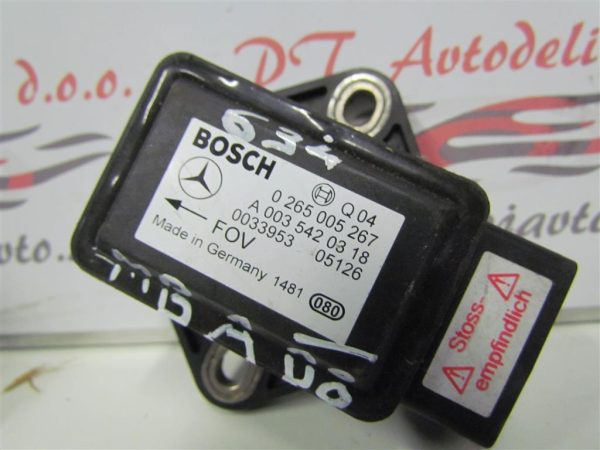 d.o.o.
DT Autodeli
634
BOSCH
Q 04
0 265 005 267
A 003 542 03 18
0033953 05126
FOV
Made in Germany 1481 080
Stoss-
empfindlich